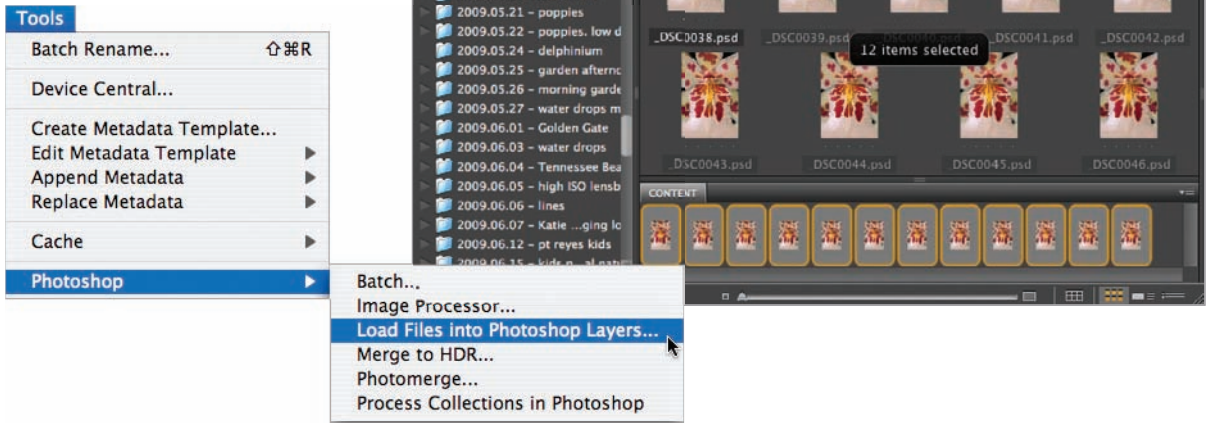 Tools
Batch Rename... ⇧⌘R
Device Central...
Create Metadata Template...
Edit Metadata Template
Append Metadata
Replace Metadata
Cache
Photoshop
Batch...
Image Processor...
Load Files into Photoshop Layers...
Merge to HDR...
Photomerge...
Process Collections in Photoshop
2009.05.21 – poppies
2009.05.22 – poppies. low d
2009.05.24 – delphinium
2009.05.25 – garden afternc
2009.05.26 – morning garde
2009.05.27 – water drops m
2009.06.01 – Golden Gate
2009.06.03 – water drops
2009.06.04 – Tennessee Bea
2009.06.05 – high ISO lensb
2009.06.06 – lines
2009.06.07 – Katie ...ging lo
2009.06.12 – pt reyes kids
2009.06.15 – kids
_DSC0038.psd _DSC0039.psd _DSC0040.psd _DSC0041.psd _DSC0042.psd
12 items selected
_DSC0043.psd DSC0044.psd DSC0045.psd DSC0046.psd
CONTENT